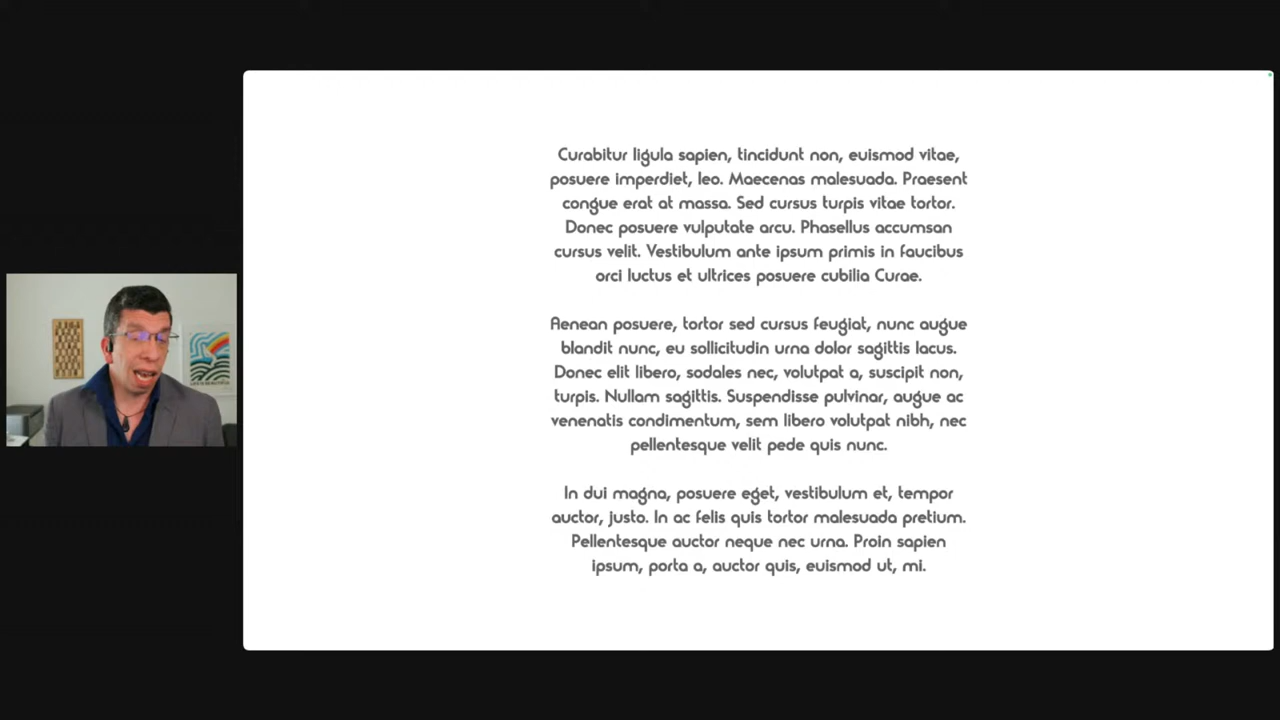 Curabitur ligula sapien, tincidunt non, euismod vitae,
posuere imperdiet, leo. Maecenas malesuada. Praesent
congue erat at massa. Sed cursus turpis vitae tortor.
Donec posuere vulputate arcu. Phasellus accumsan
cursus velit. Vestibulum ante ipsum primis in faucibus
orci luctus et ultrices posuere cubilia Curae.
Aenean posuere, tortor sed cursus feugiat, nunc augue
blandit nunc, eu sollicitudin urna dolor sagittis lacus.
Donec elit libero, sodales nec, volutpat a, suscipit non,
turpis. Nullam sagittis. Suspendisse pulvinar, augue ac
venenatis condimentum, sem libero volutpat nibh, nec
pellentesque velit pede quis nunc.
In dui magna, posuere eget, vestibulum et, tempor
auctor, justo. In ac felis quis tortor malesuada pretium.
Pellentesque auctor neque nec urna. Proin sapien
ipsum, porta a, auctor quis, euismod ut, mi.